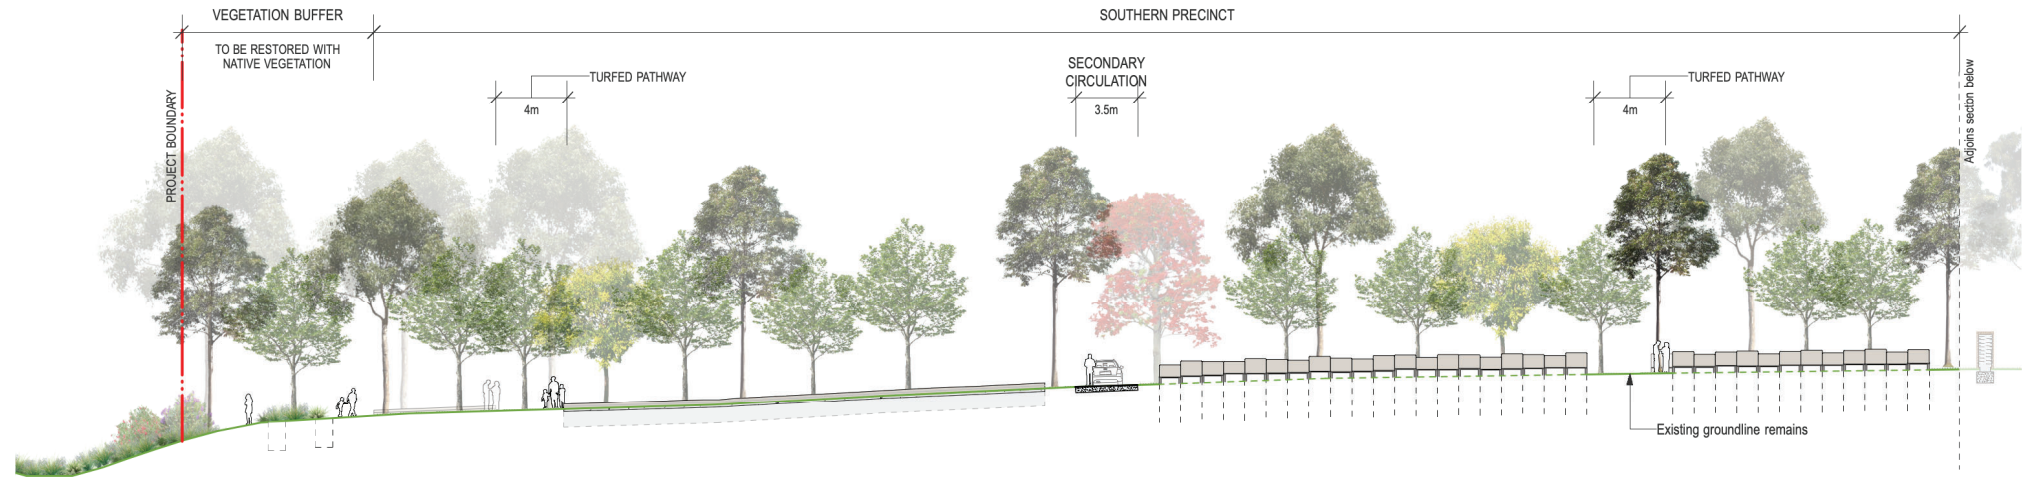 VEGETATION BUFFER
SOUTHERN PRECINCT
TO BE RESTORED WITH
NATIVE VEGETATION
TURFED PATHWAY
4m
SECONDARY
CIRCULATION
3.5m
TURFED PATHWAY
4m
PROJECT BOUNDARY
Adjoins secton below
Existing groundline remains